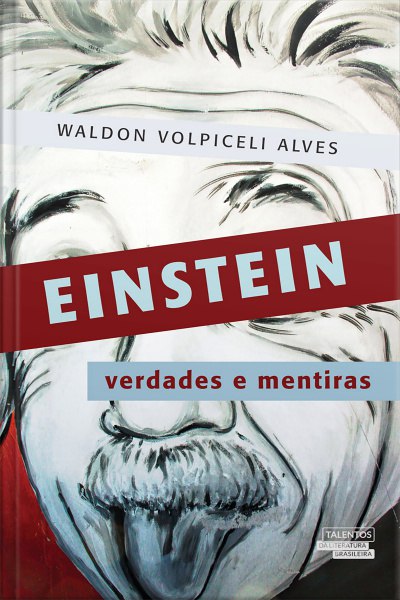 WALDON VOLPICELI ALVES
EINSTEIN
verdades e mentiras
TALENTOS
DA LITERATURA
BRASILEIRA